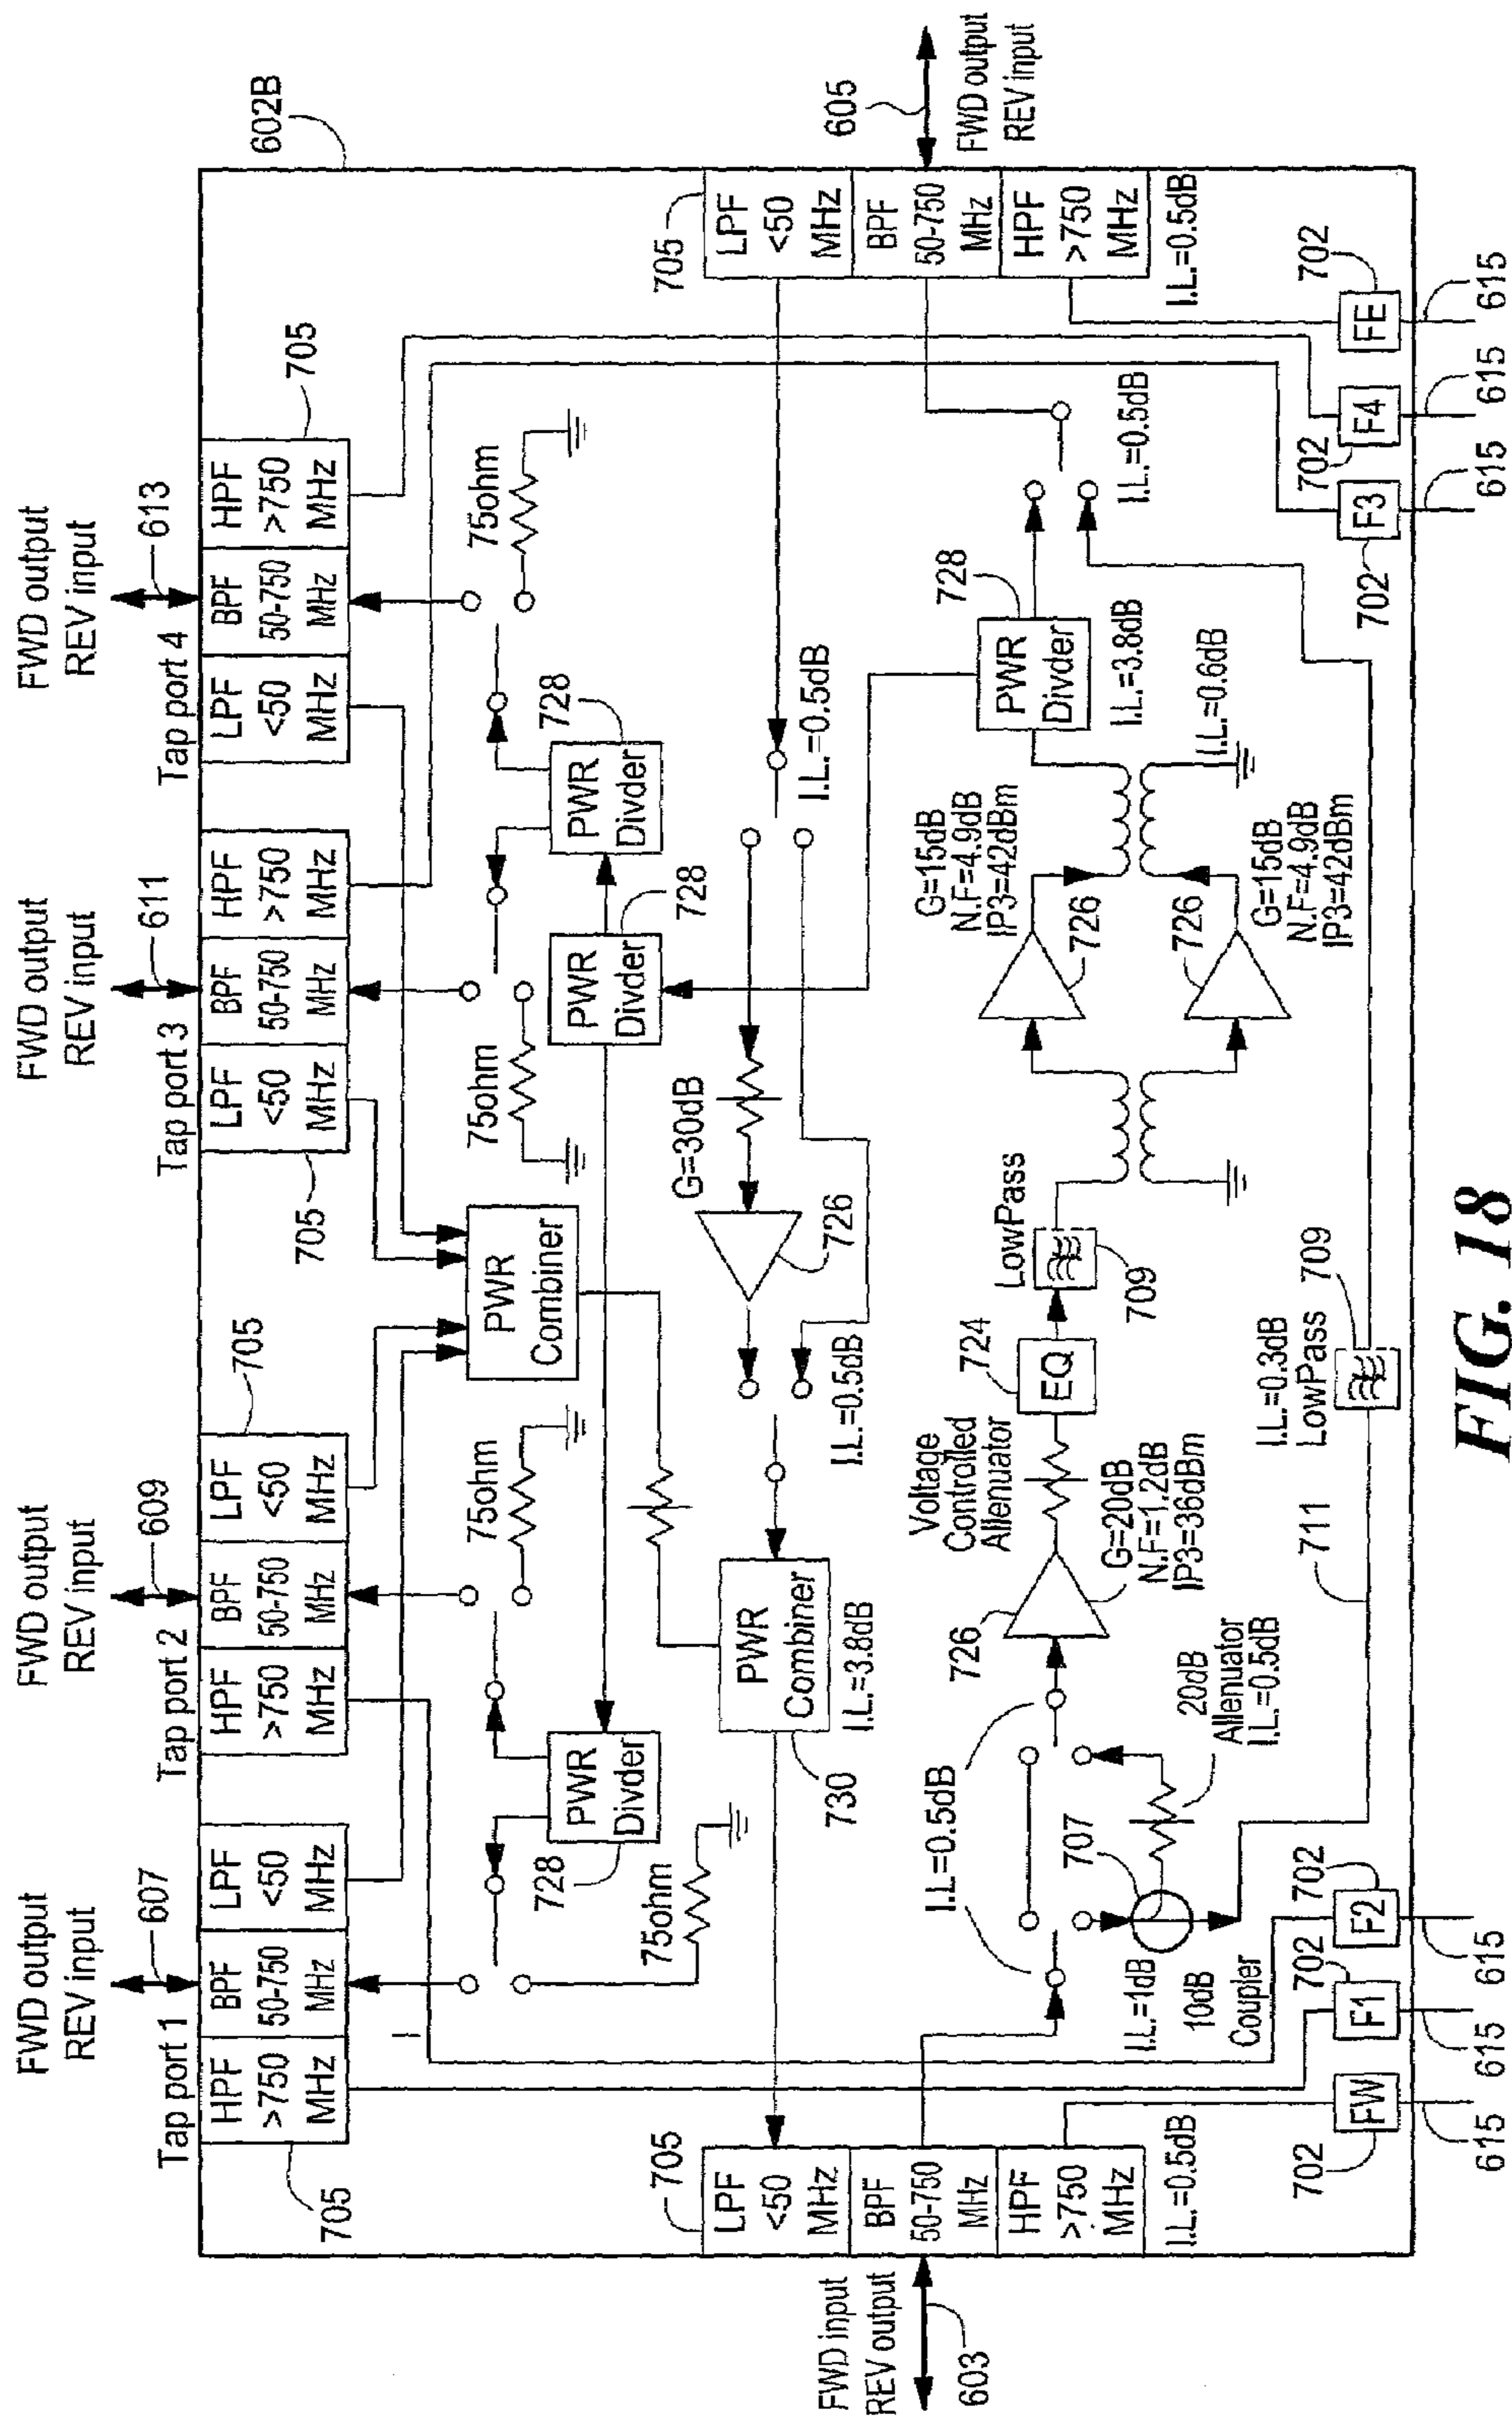 FWD output
REV input
607
Tap port 1
HPF
>750
MHz
BPF
50-750
MHz
LPF
<50
MHz
705
FWD output
REV input
609
Tap port 2
HPF
>750
MHz
BPF
50-750
MHz
LPF
<50
MHz
705
FWD output
REV input
611
Tap port 3
LPF
<50
MHz
BPF
50-750
MHz
HPF
>750
MHz
705
FWD output
REV input
613
Tap port 4
LPF
<50
MHz
BPF
50-750
MHz
HPF
>750
MHz
705
602B
75ohm
PWR
Divder
728
75ohm
PWR
Combiner
75ohm
PWR
Divder
728
PWR
Divder
728
75ohm
705
LPF
<50
MHz
BPF
50-750
MHz
HPF
>750
MHz
I.L.=0.5dB
FWD input
REV output
603
PWR
Combiner
I.L.=3.8dB
730
I.L.=0.5dB
G=30dB
726
I.L.=0.5dB
705
LPF
<50
MHz
BPF
50-750
MHz
HPF
>750
MHz
I.L.=0.5dB
605
FWD output
REV input
I.L.=0.5dB
707
I.L.=1dB
10dB
Coupler
20dB
Allenuator
I.L.=0.5dB
726
G=20dB
N.F=1.2dB
IP3=36dBm
Voltage
Controlled
Allenuator
724
EQ
LowPass
709
G=15dB
N.F=4.9dB
IP3=42dBm
726
726
G=15dB
N.F=4.9dB
IP3=42dBm
I.L.=0.6dB
728
PWR
Divder
I.L.=3.8dB
I.L.=0.5dB
711
I.L.=0.3dB
LowPass
709
702
FW
615
702
F1
615
702
F2
615
702
F3
615
702
F4
615
702
FE
615
FIG. 18